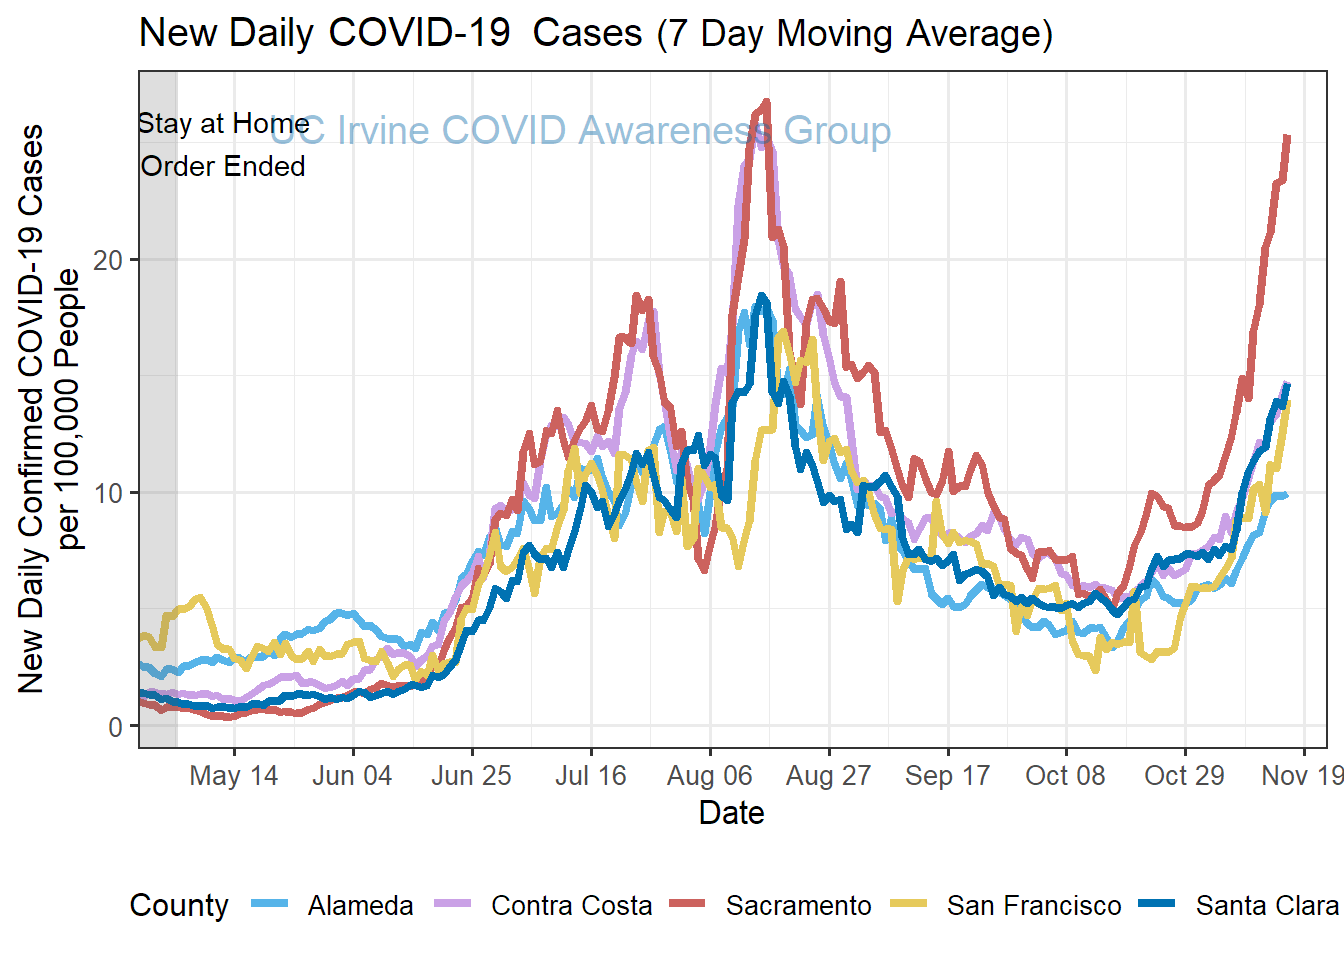 New Daily COVID-19 Cases (7 Day Moving Average)
Stay at Home
Order Ended
UC Irvine COVID Awareness Group
New Daily Confirmed COVID-19 Cases
per 100,000 People
20
10
0
May 14 Jun 04 Jun 25 Jul 16 Aug 06 Aug 27 Sep 17 Oct 08 Oct 29 Nov 19
Date
County Alameda Contra Costa Sacramento San Francisco Santa Clara